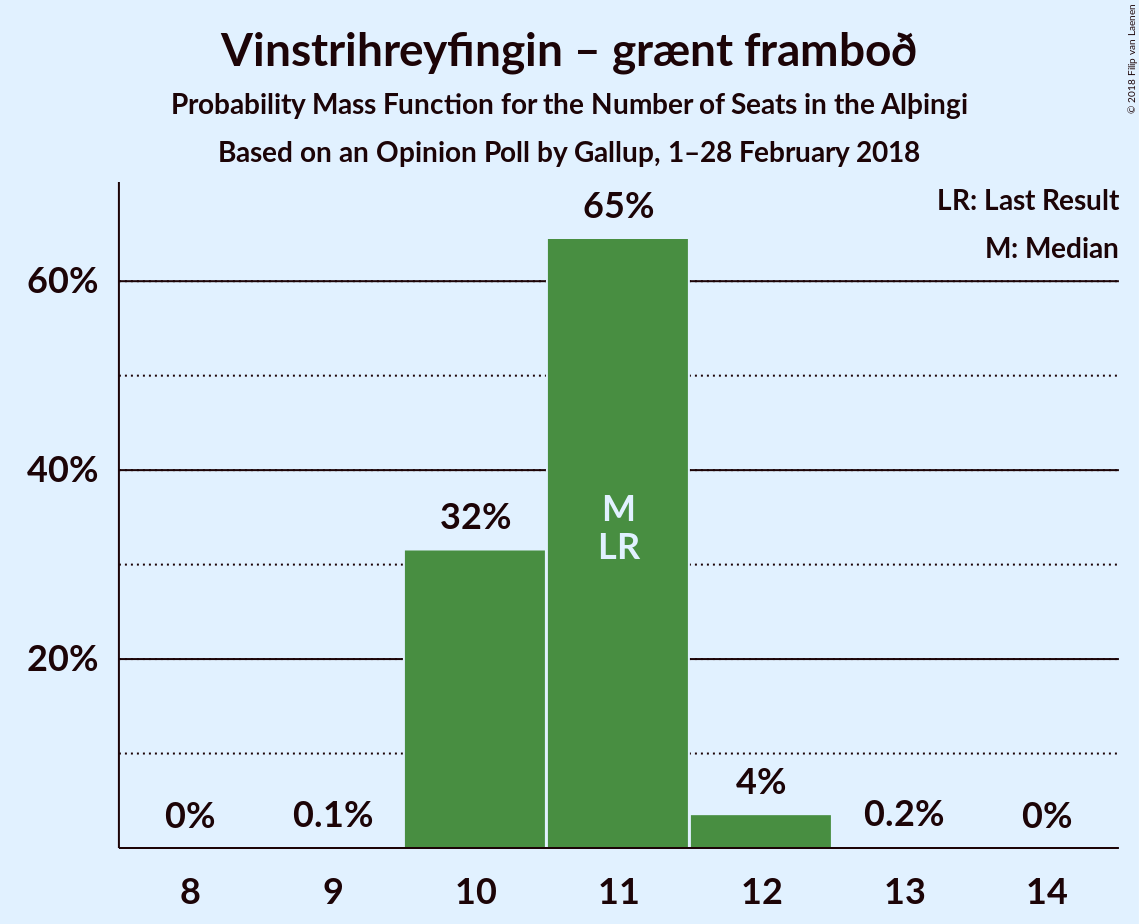 Vinstrihreyfingin – grænt framboð
Probability Mass Function for the Number of Seats in the Alþingi
Based on an Opinion Poll by Gallup, 1–28 February 2018
© 2018 Filip van Laenen
LR: Last Result
M: Median
65%
60%
40%
32%
M
LR
20%
4%
0%
0.1%
0.2%
0%
8
9
10
11
12
13
14